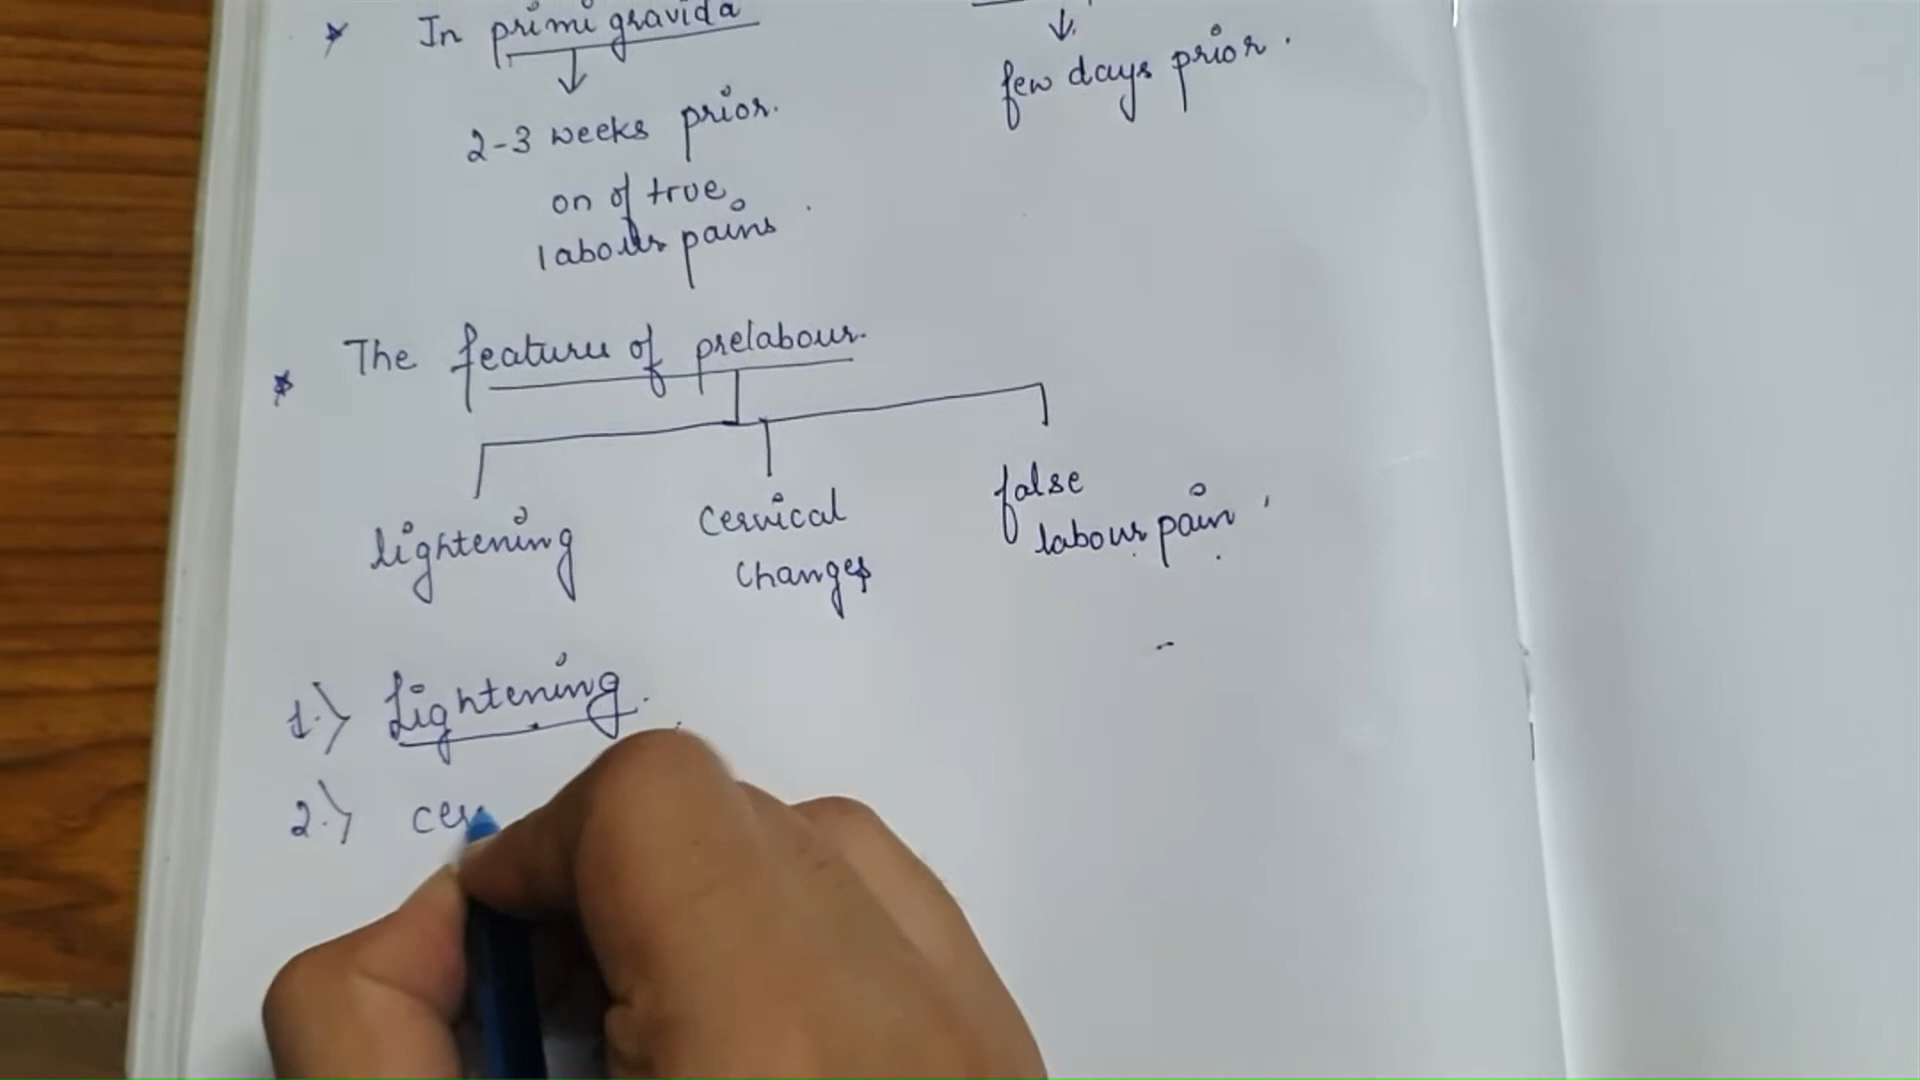 In primigravida
2-3 weeks prior.
on of true
labour pains
few days prior.
The feature of prelabour.
lightening
cervical
changes
false
labour pain
1.) Lightening.
2.) cer